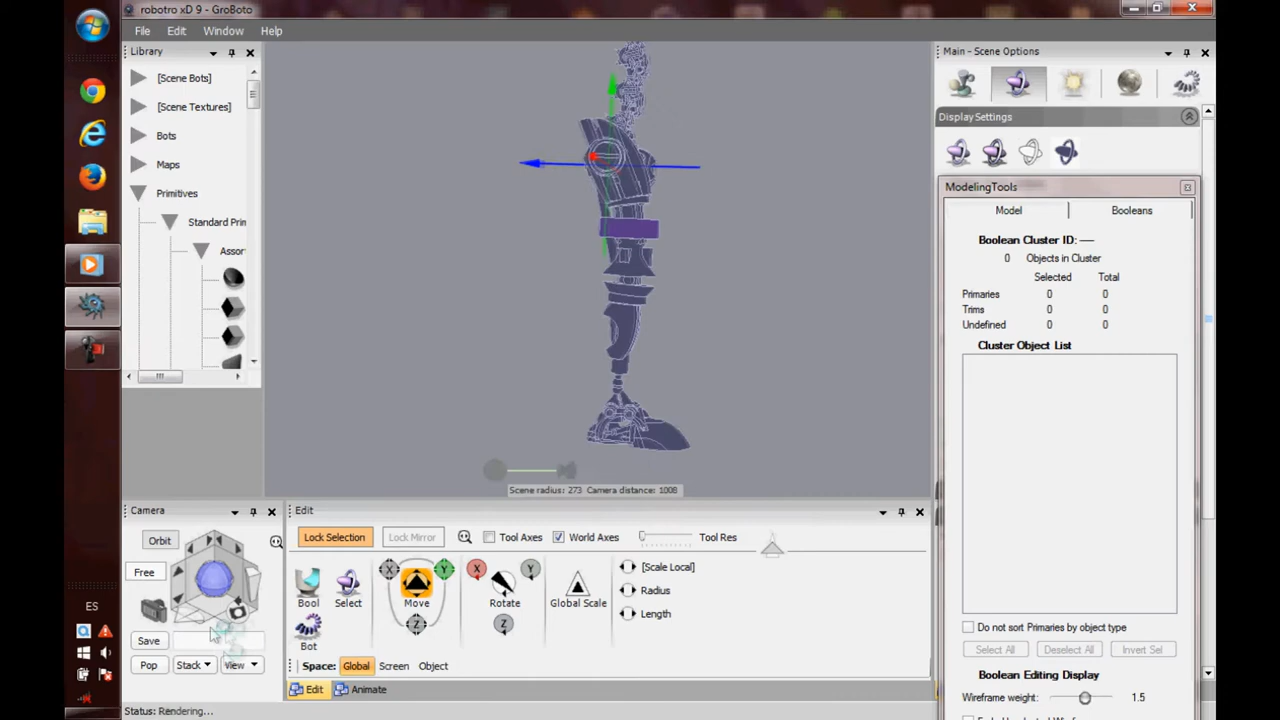 robotro xD 9 - GroBoto
File Edit Window Help
Library
[Scene Bots]
[Scene Textures]
Bots
Maps
Primitives
Standard Prin
Assor
Main - Scene Options
DisplaySettings
ModelingTools
Model Booleans
Boolean Cluster ID: ----
0 Objects in Cluster
Selected Total
Primaries 0 0
Trims 0 0
Undefined 0 0
Cluster Object List
Do not sort Primaries by object type
Select All Deselect All Invert Sel
Boolean Editing Display
Wireframe weight: 1.5
Scene radius: 273 Camera distance: 1008
Camera
Orbit
Free
Save
Pop Stack View
Edit
Lock Selection Lock Mirror Tool Axes World Axes Tool Res
X Y X Y
[Scale Local]
Radius
Length
Bool Select Move Rotate Global Scale
Z Z
Bot
Space: Global Screen Object
Edit Animate
Status: Rendering...
ES